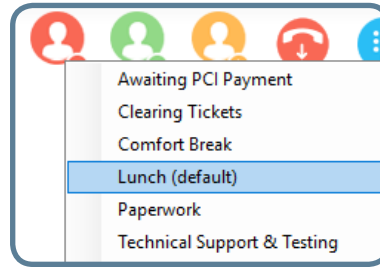 Awaiting PCI Payment
Clearing Tickets
Comfort Break
Lunch (default)
Paperwork
Technical Support & Testing